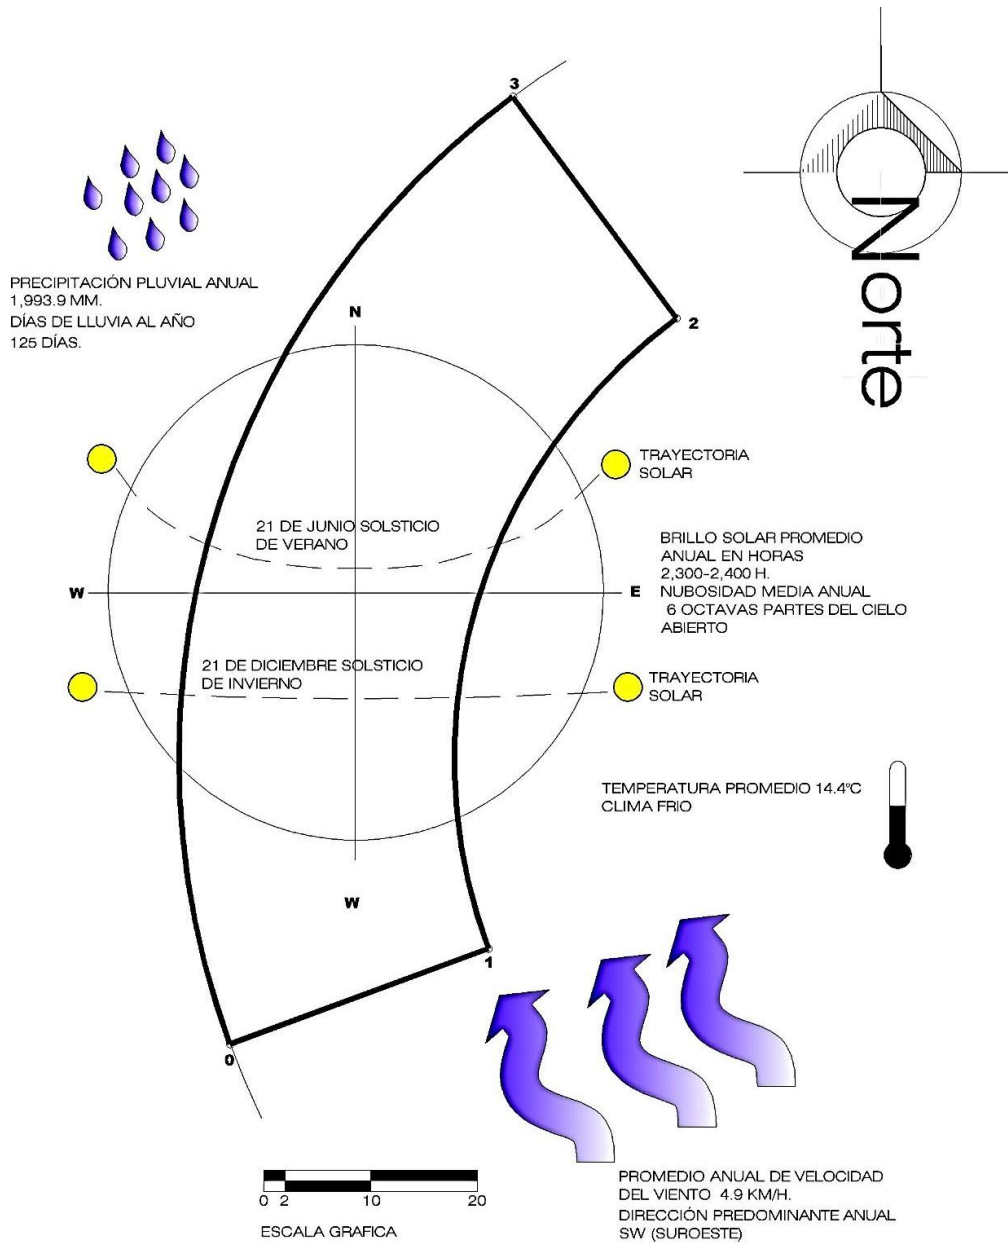 3
PRECIPITACIÓN PLUVIAL ANUAL
1,993.9 MM.
DÍAS DE LLUVIA AL AÑO
125 DÍAS.
Norte
N
2
TRAYECTORIA
SOLAR
21 DE JUNIO SOLSTICIO
DE VERANO
BRILLO SOLAR PROMEDIO
ANUAL EN HORAS
2,300-2,400 H.
NUBOSIDAD MEDIA ANUAL
6 OCTAVAS PARTES DEL CIELO
ABIERTO
W
E
21 DE DICIEMBRE SOLSTICIO
DE INVIERNO
TRAYECTORIA
SOLAR
TEMPERATURA PROMEDIO 14.4°C
CLIMA FRIO
W
1
0
0 2 10 20
ESCALA GRAFICA
PROMEDIO ANUAL DE VELOCIDAD
DEL VIENTO 4.9 KM/H.
DIRECCIÓN PREDOMINANTE ANUAL
SW (SUROESTE)